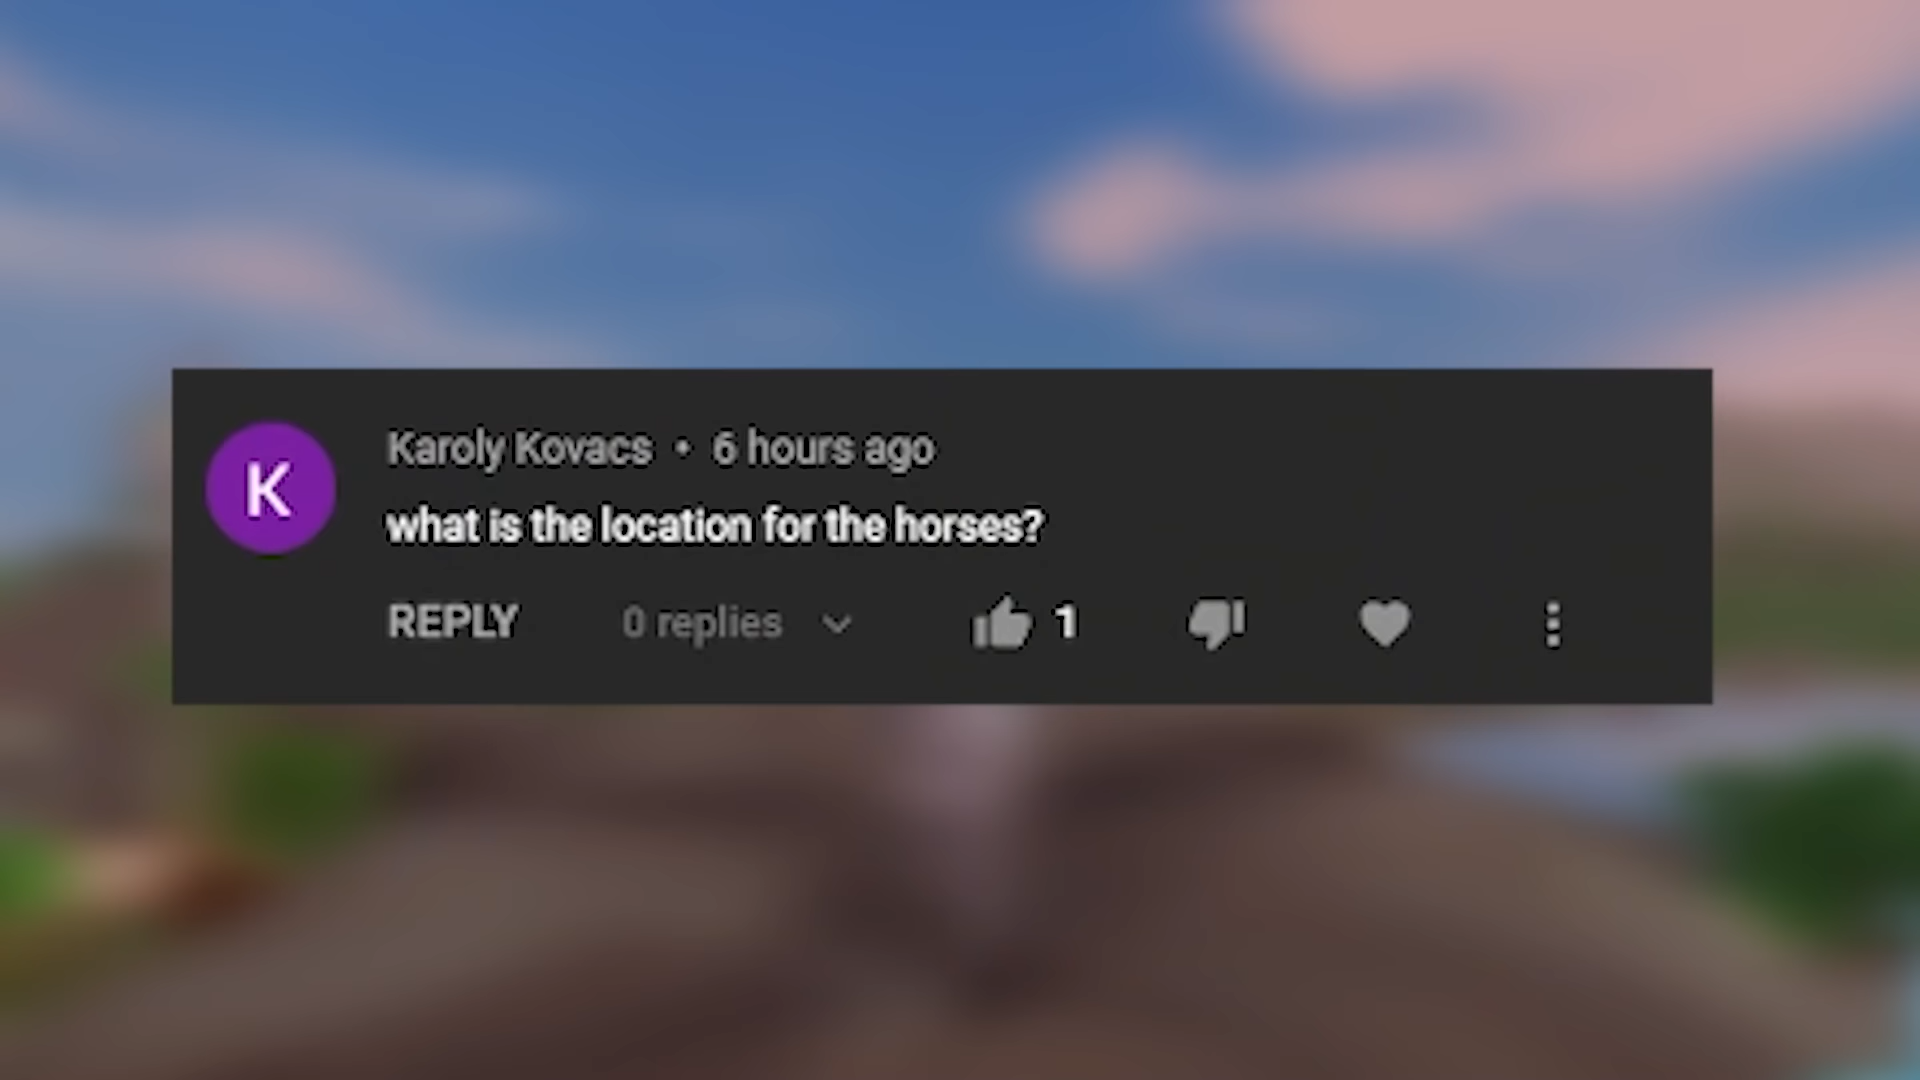 K
Karoly Kovacs • 6 hours ago
what is the location for the horses?
REPLY 0 replies 1